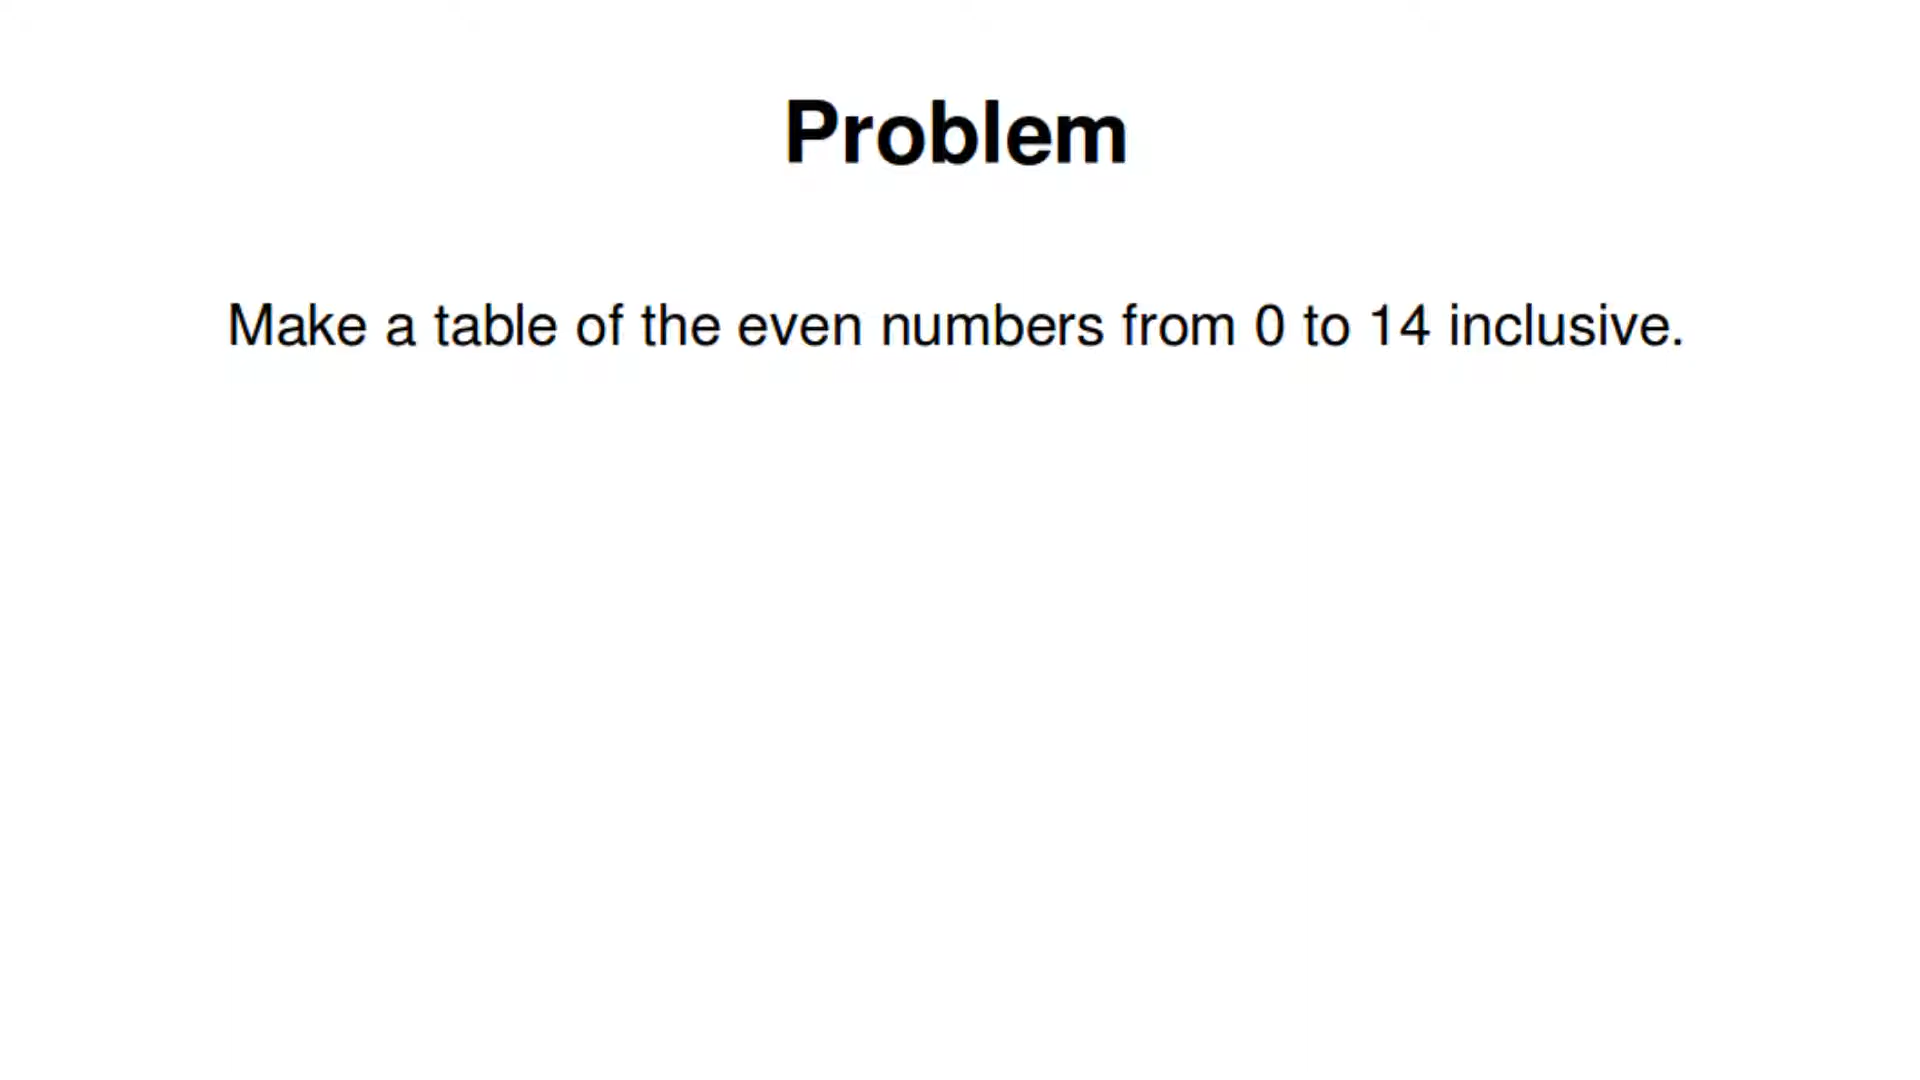 Problem
Make a table of the even numbers from 0 to 14 inclusive.